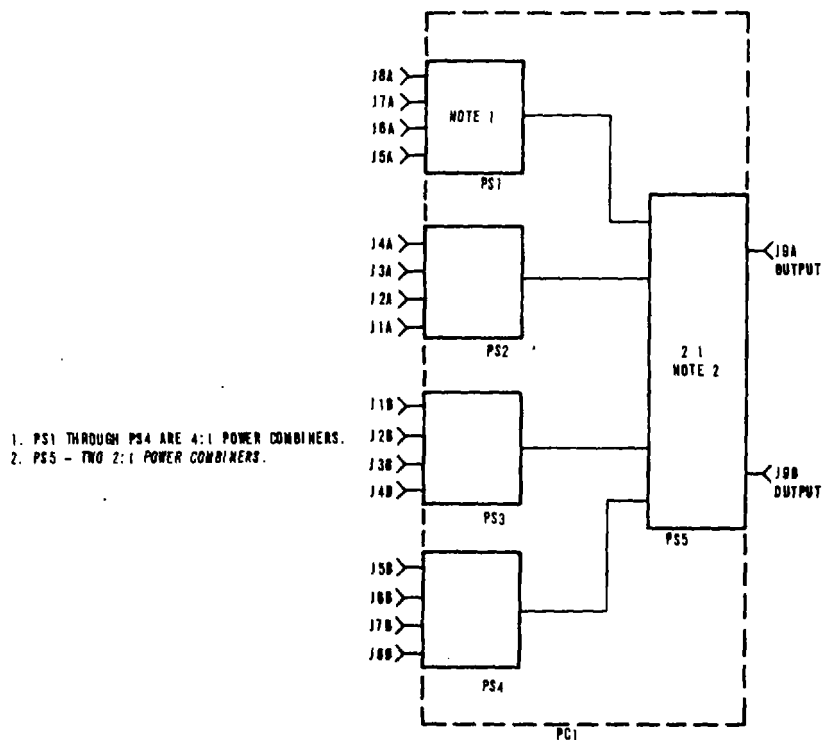 J8A
J7A
J6A
J5A
NOTE 1
PS1
J4A
J3A
J2A
J1A
PS2
J9A
OUTPUT
2 1
NOTE 2
1. PS1 THROUGH PS4 ARE 4:1 POWER COMBINERS.
2. PS5 - TWO 2:1 POWER COMBINERS.
J1B
J2B
J3B
J4B
PS3
J9B
OUTPUT
PS5
J5B
J6B
J7B
J8B
PS4
PC1